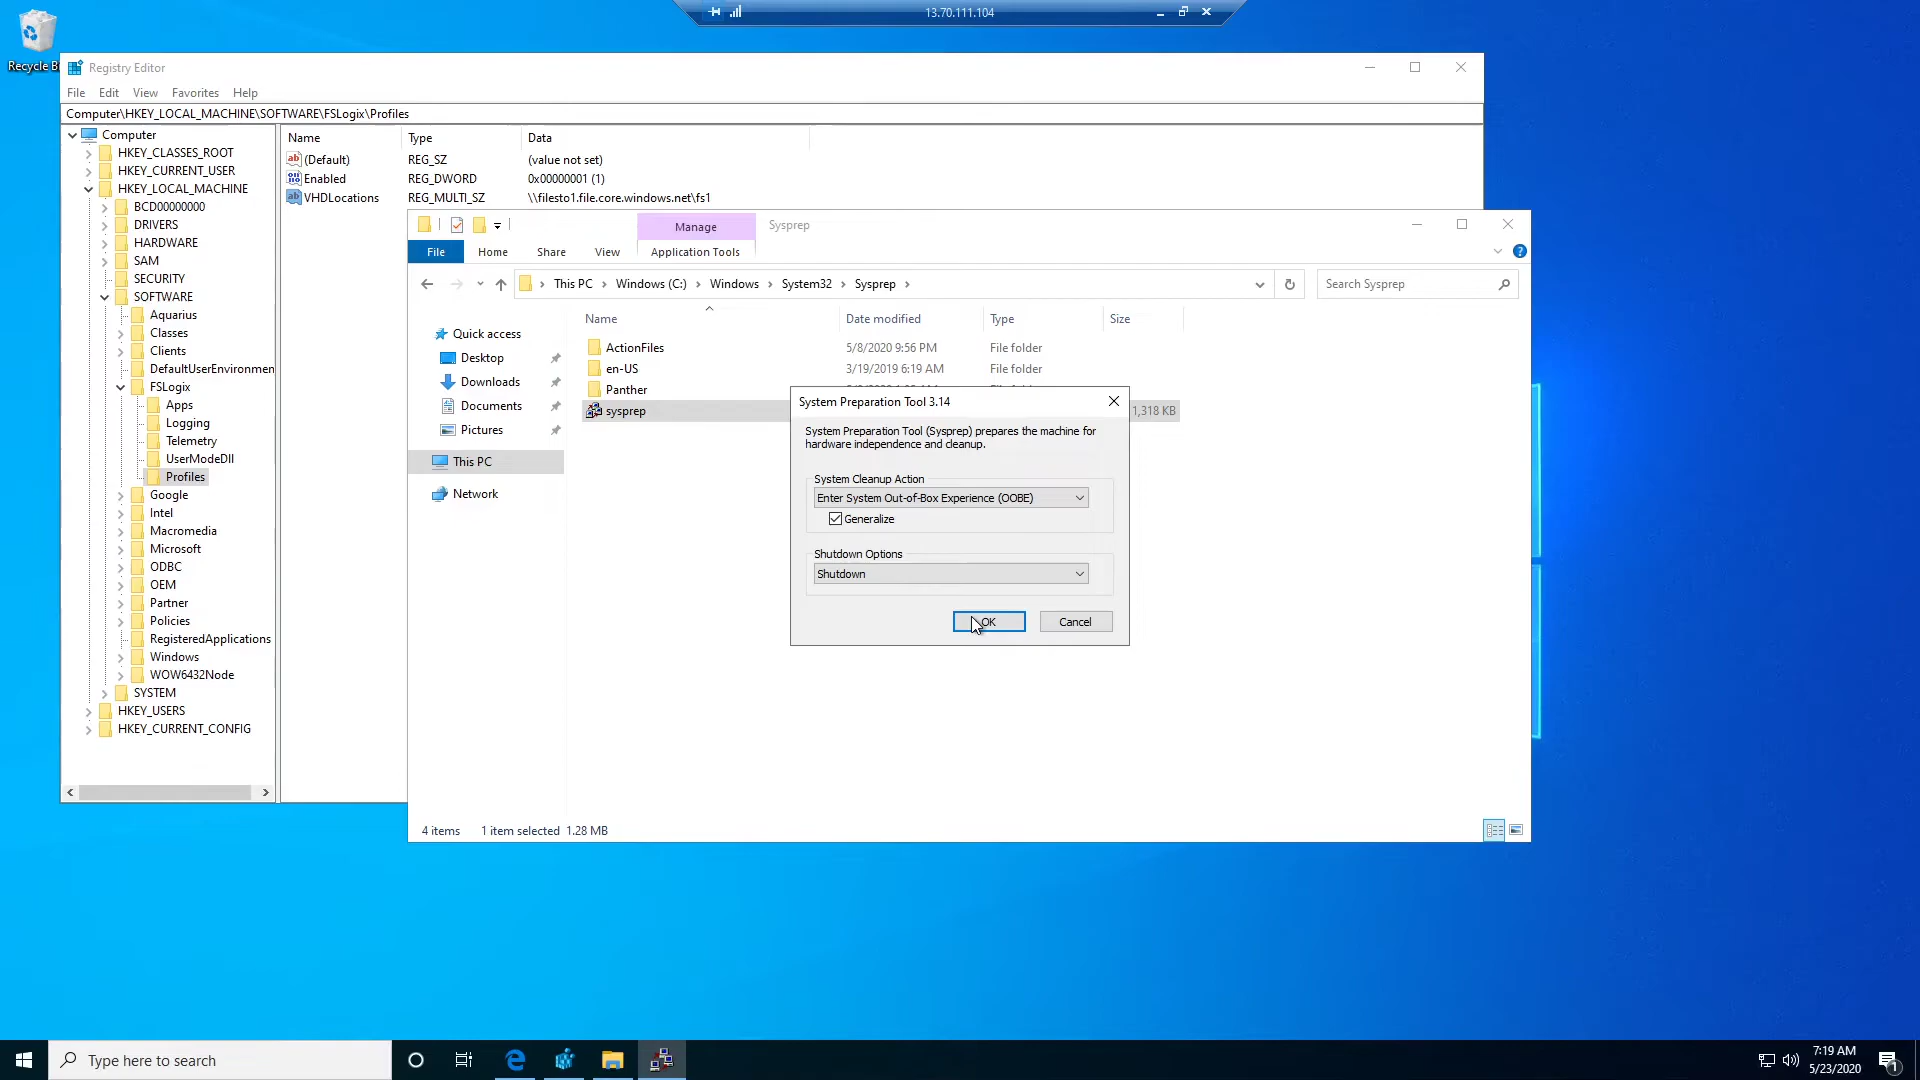 13.70.111.104
Recycle B
Registry Editor
File Edit View Favorites Help
Computer\HKEY_LOCAL_MACHINE\SOFTWARE\FSLogix\Profiles
Computer
HKEY_CLASSES_ROOT
HKEY_CURRENT_USER
HKEY_LOCAL_MACHINE
BCD00000000
DRIVERS
HARDWARE
SAM
SECURITY
SOFTWARE
Aquarius
Classes
Clients
DefaultUserEnvironmen
FSLogix
Apps
Logging
Telemetry
UserModeDll
Profiles
Google
Intel
Macromedia
Microsoft
ODBC
OEM
Partner
Policies
RegisteredApplications
Windows
WOW6432Node
SYSTEM
HKEY_USERS
HKEY_CURRENT_CONFIG
Name Type Data
(Default) REG_SZ (value not set)
Enabled REG_DWORD 0x00000001 (1)
VHDLocations REG_MULTI_SZ \\filesto1.file.core.windows.net\fs1
Manage Sysprep
File Home Share View Application Tools
This PC Windows (C:) Windows System32 Sysprep
Search Sysprep
Quick access
Desktop
Downloads
Documents
Pictures
This PC
Network
Name Date modified Type Size
ActionFiles 5/8/2020 9:56 PM File folder
en-US 3/19/2019 6:19 AM File folder
Panther
sysprep 1,318 KB
System Preparation Tool 3.14
System Preparation Tool (Sysprep) prepares the machine for
hardware independence and cleanup.
System Cleanup Action
Enter System Out-of-Box Experience (OOBE)
Generalize
Shutdown Options
Shutdown
OK Cancel
4 items 1 item selected 1.28 MB
Type here to search
7:19 AM
5/23/2020
1